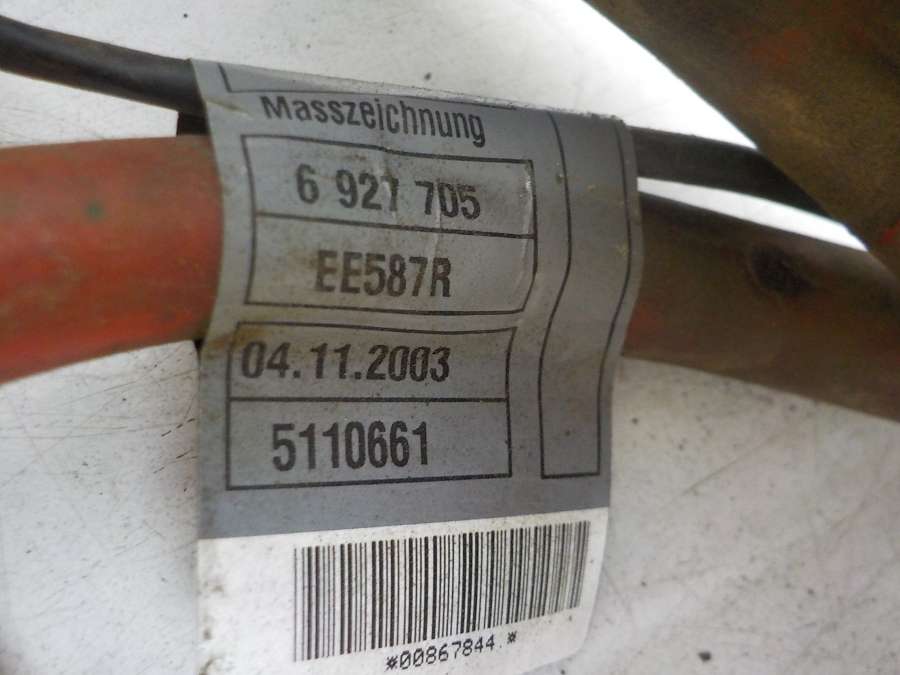 Masszeichnung
6 927 705
EE587R
04.11.2003
5110661
*00867844*